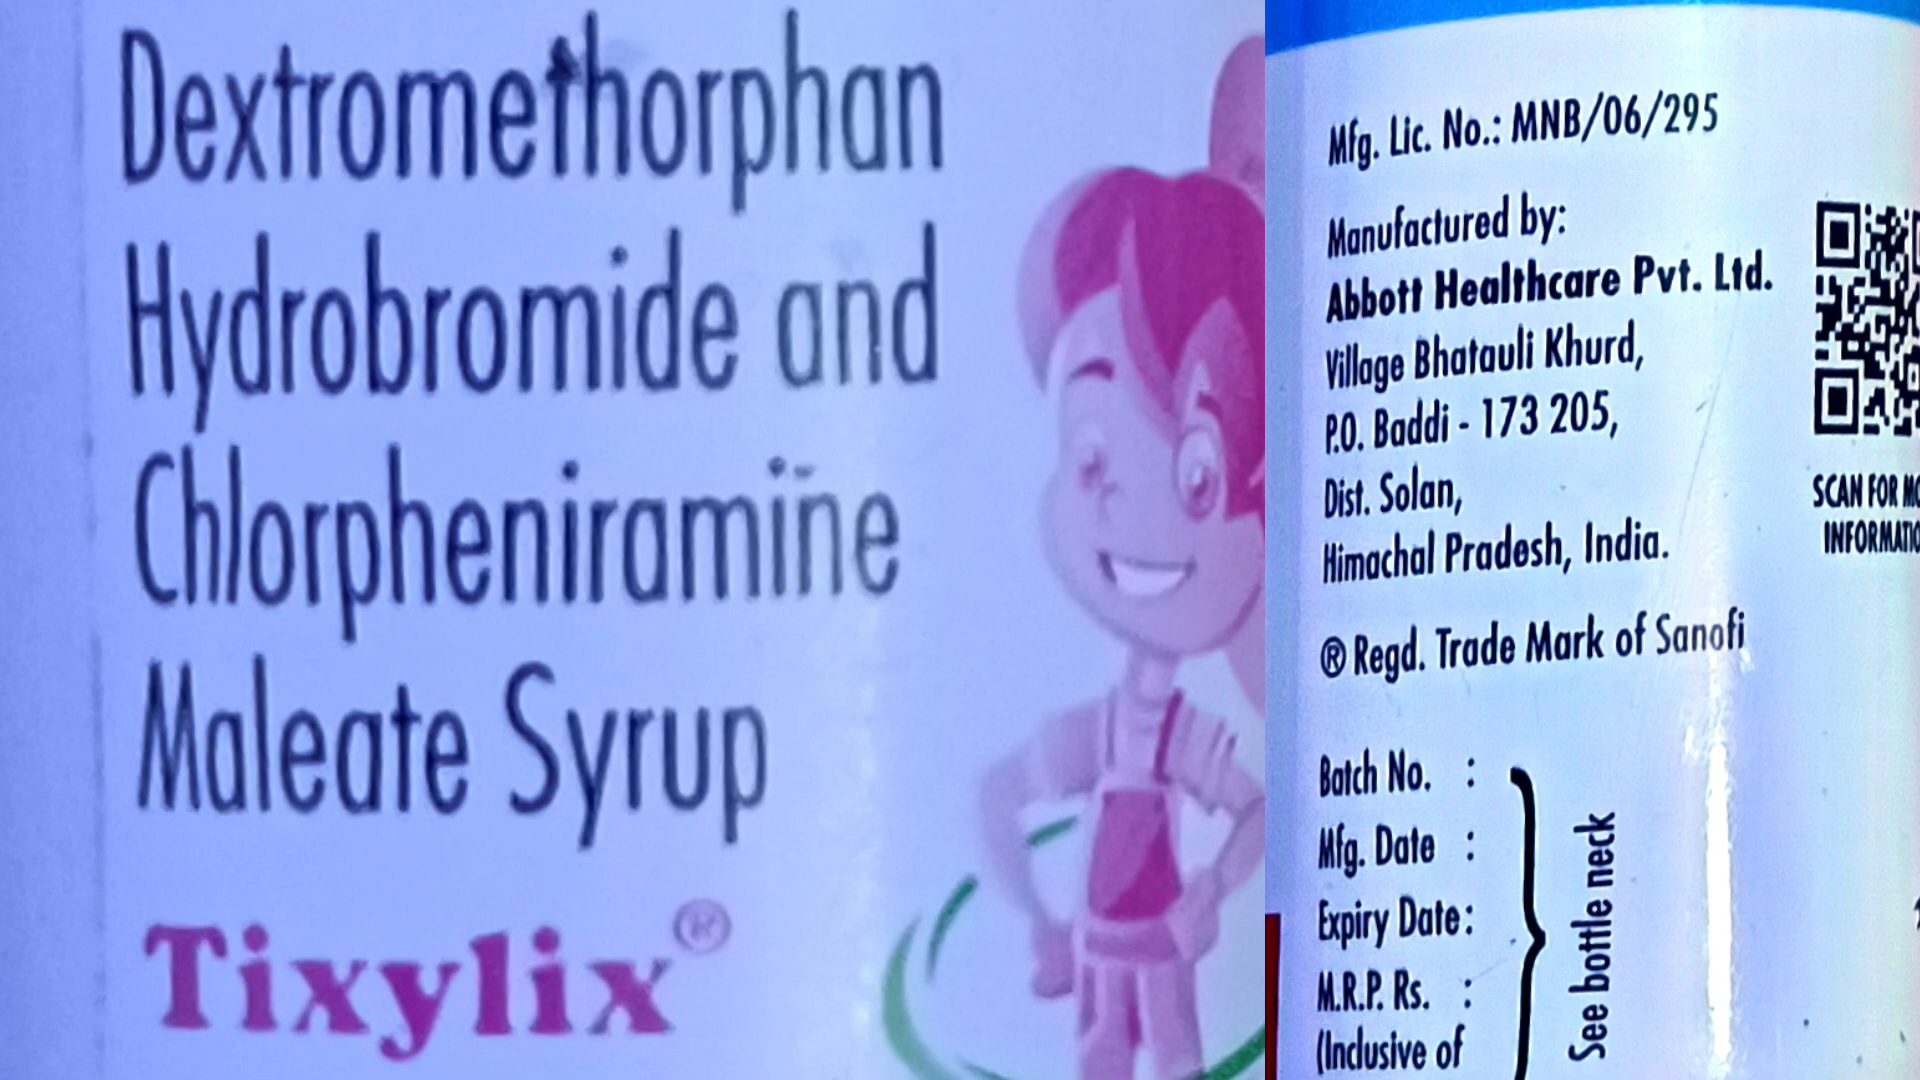 Dextromethorphan
Hydrobromide and
Chlorpheniramine
Maleate Syrup
Tixylix®
Mfg. Lic. No.: MNB/06/295
Manufactured by:
Abbott Healthcare Pvt. Ltd.
Village Bhatauli Khurd,
P.O. Baddi - 173 205,
Dist. Solan,
Himachal Pradesh, India.
® Regd. Trade Mark of Sanofi
Batch No. :
Mfg. Date :
Expiry Date:
M.R.P. Rs. :
(Inclusive of
See bottle neck
SCAN FOR